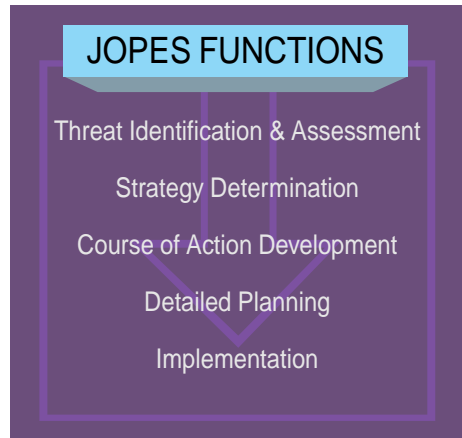 JOPES FUNCTIONS
Threat Identification & Assessment
Strategy Determination
Course of Action Development
Detailed Planning
Implementation